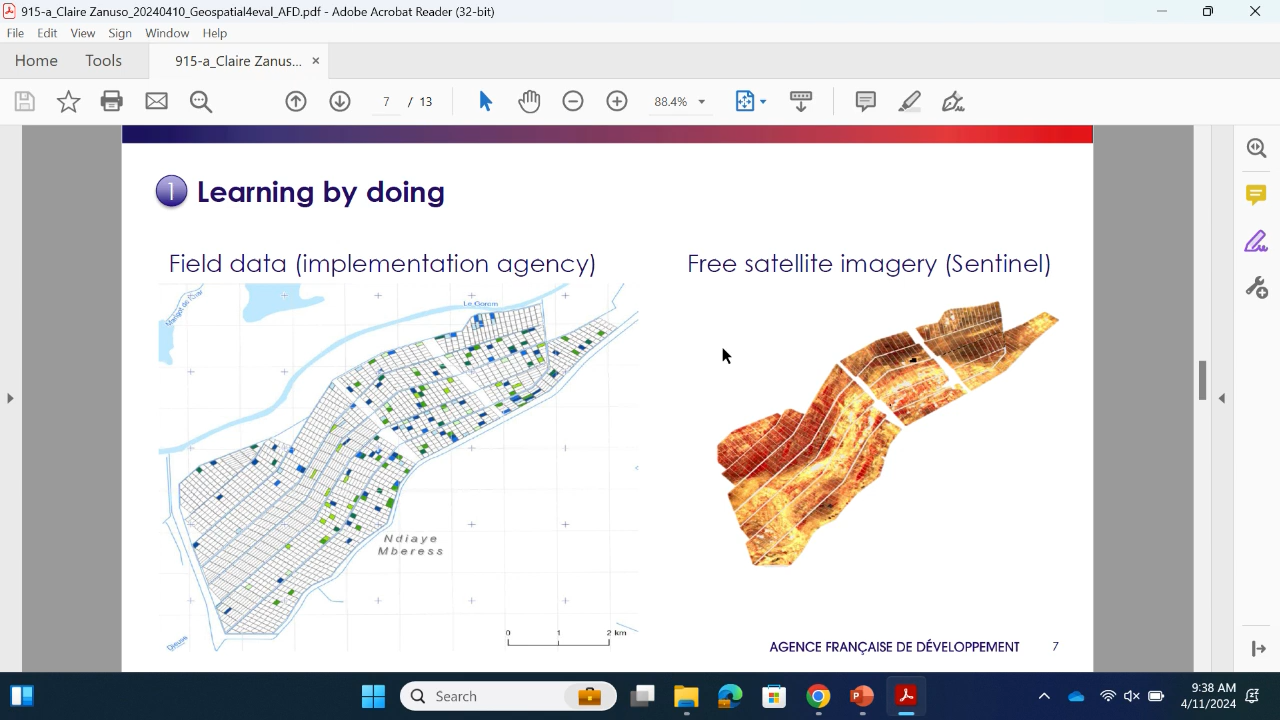 915-a_Claire Zanuso_20240410_Geospatial4eval_AFD.pdf - Adobe Acrobat Reader (32-bit)
File Edit View Sign Window Help
Home Tools 915-a_Claire Zanus... ×
7 / 13 88.4%
1 Learning by doing
Field data (implementation agency) Free satellite imagery (Sentinel)
Le Gorom
Ndiaye
Mberess
0 1 2 km
AGENCE FRANÇAISE DE DÉVELOPPEMENT 7
Search
9:38 AM
4/11/2024